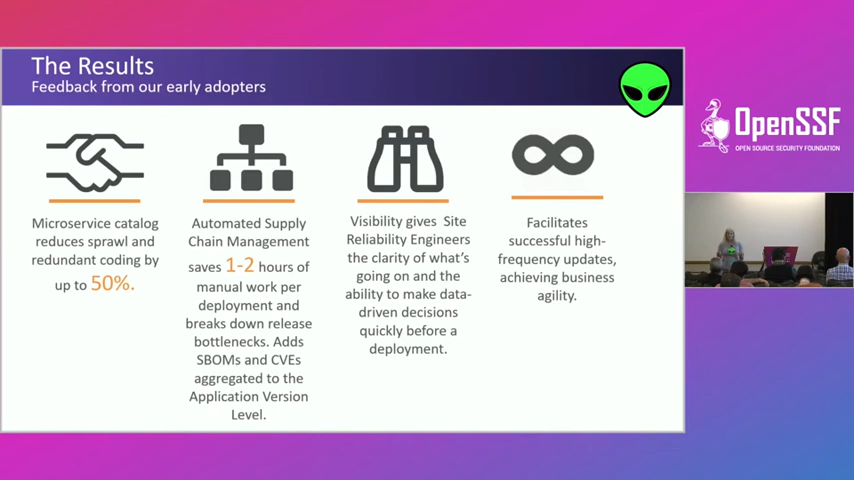 The Results
Feedback from our early adopters
Microservice catalog
reduces sprawl and
redundant coding by
up to 50%.
Automated Supply
Chain Management
saves 1-2 hours of
manual work per
deployment and
breaks down release
bottlenecks. Adds
SBOMs and CVEs
aggregated to the
Application Version
Level.
Visibility gives Site
Reliability Engineers
the clarity of what's
going on and the
ability to make data-
driven decisions
quickly before a
deployment.
Facilitates
successful high-
frequency updates,
achieving business
agility.
OpenSSF
OPEN SOURCE SECURITY FOUNDATION